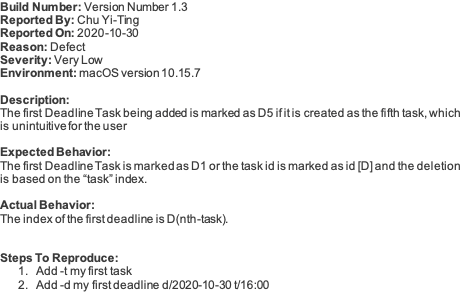 Build Number: Version Number 1.3
Reported By: Chu Yi-Ting
Reported On: 2020-10-30
Reason: Defect
Severity: Very Low
Environment: macOS version 10.15.7
Description:
The first Deadline Task being added is marked as D5 if it is created as the fifth task, which
is unintuitive for the user
Expected Behavior:
The first Deadline Task is marked as D1 or the task id is marked as id [D] and the deletion
is based on the “task” index.
Actual Behavior:
The index of the first deadline is D(nth-task).
Steps To Reproduce:
1. Add -t my first task
2. Add -d my first deadline d/2020-10-30 t/16:00